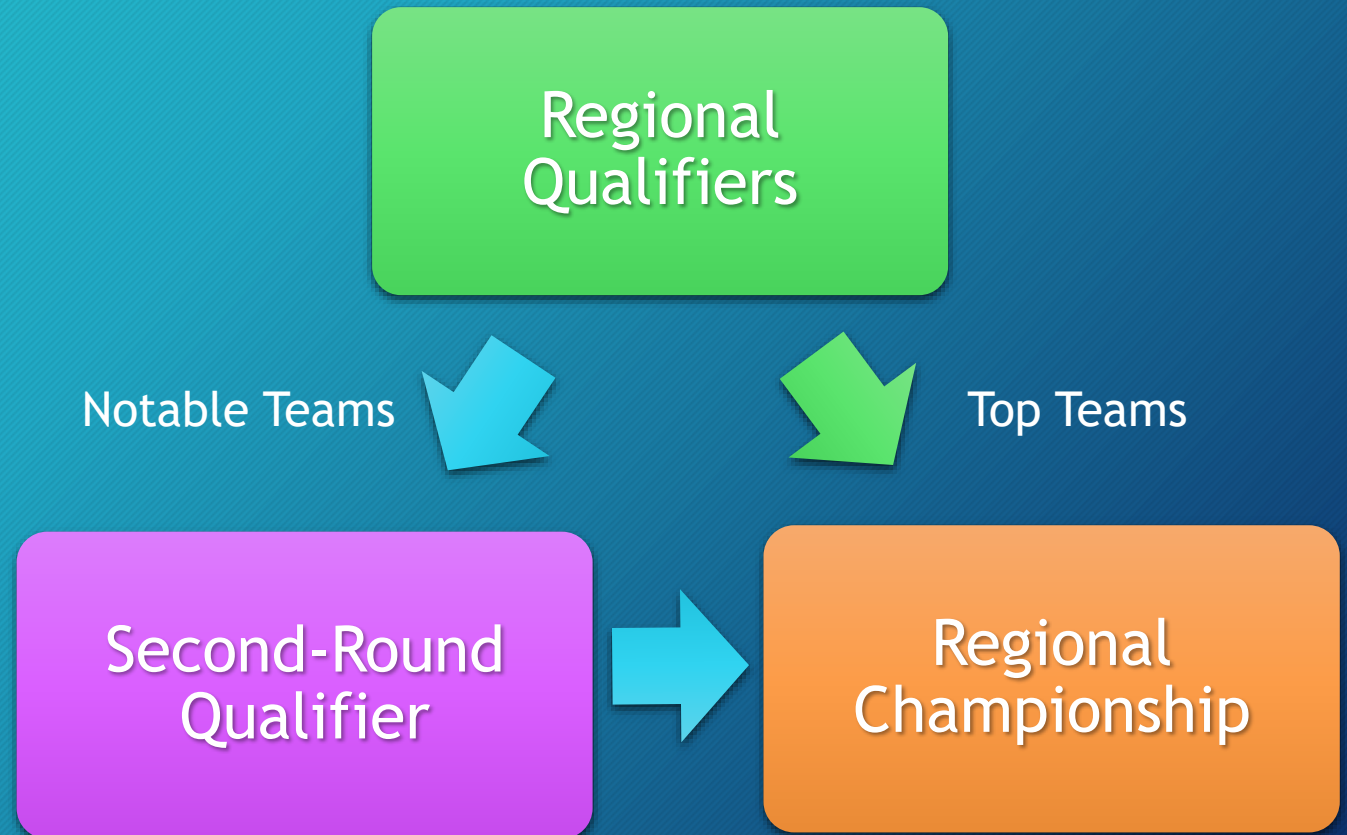 Regional
Qualifiers
Notable Teams
Top Teams
Second-Round
Qualifier
Regional
Championship